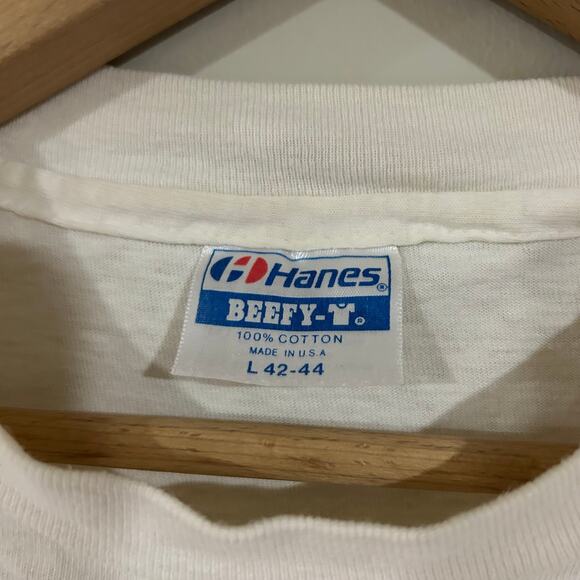 Hanes®
BEEFY-T®
100% COTTON
MADE IN U.S.A
L 42-44